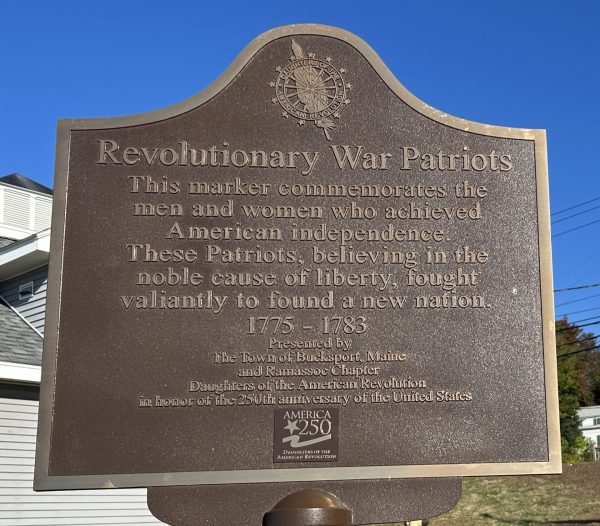 Revolutionary War Patriots
This marker commemorates the
men and women who achieved
American independence.
These Patriots, believing in the
noble cause of liberty, fought
valiantly to found a new nation.
1775 - 1783
Presented by
The Town of Bucksport, Maine
and Ramassoc Chapter
Daughters of the American Revolution
in honor of the 250th anniversary of the United States
AMERICA
250
DAUGHTERS OF THE
AMERICAN REVOLUTION